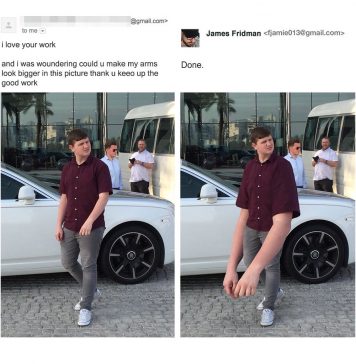 @gmail.com>
to me
i love your work
and i was woundering could u make my arms
look bigger in this picture thank u keeo up the
good work
James Fridman <fjamie013@gmail.com>
Done.